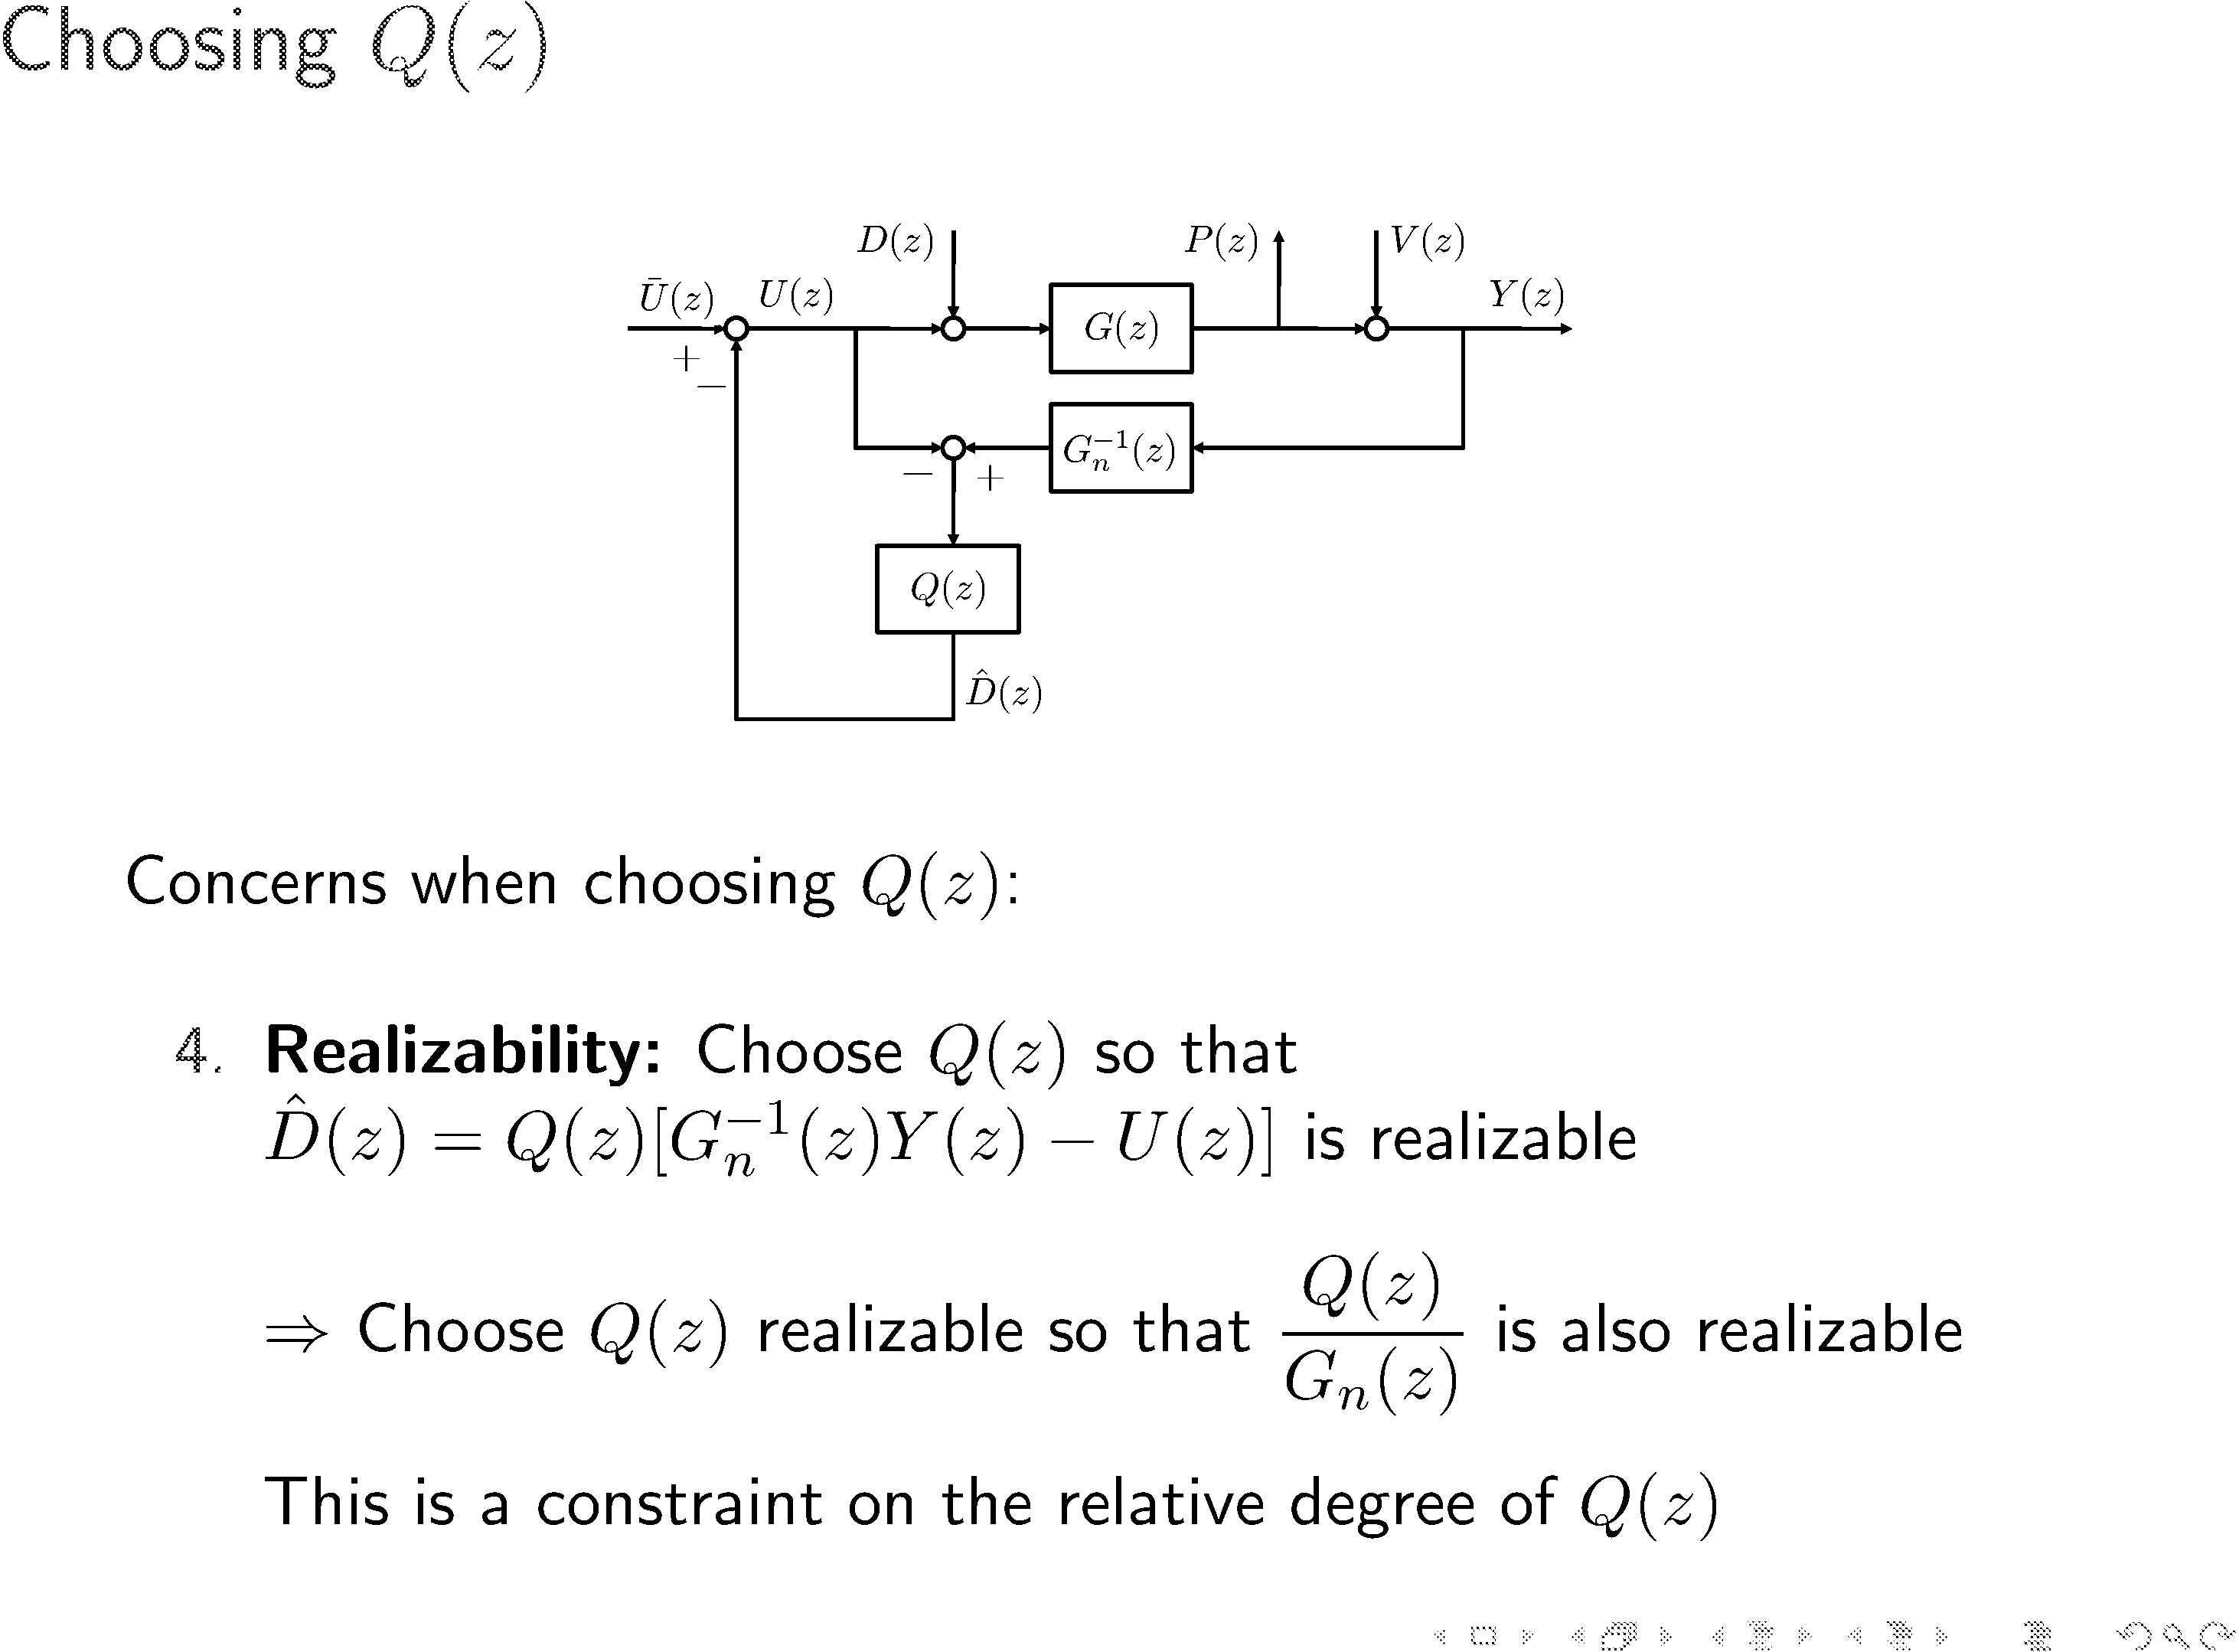 Choosing Q(z)
D(z) P(z) V(z)
Ū(z) U(z) Y(z)
G(z)
+
−
G_n^{-1}(z)
− +
Q(z)
D̂(z)
Concerns when choosing Q(z):
4. Realizability: Choose Q(z) so that
D̂(z) = Q(z)[G_n^{-1}(z)Y(z) − U(z)] is realizable
⇒ Choose Q(z) realizable so that Q(z)/G_n(z) is also realizable
This is a constraint on the relative degree of Q(z)